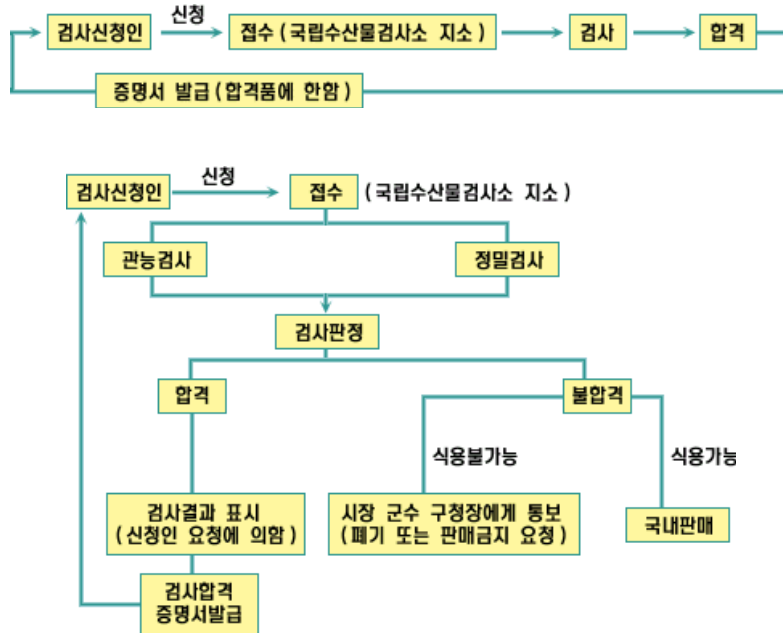 신청
검사신청인
접수(국립수산물검사소 지소)
검사
합격
증명서 발급(합격품에 한함)
신청
검사신청인
접수
(국립수산물검사소 지소)
관능검사
정밀검사
검사판정
합격
불합격
식용불가능
식용가능
검사결과 표시
(신청인 요청에 의함)
시장 군수 구청장에게 통보
(폐기 또는 판매금지 요청)
국내판매
검사합격
증명서발급